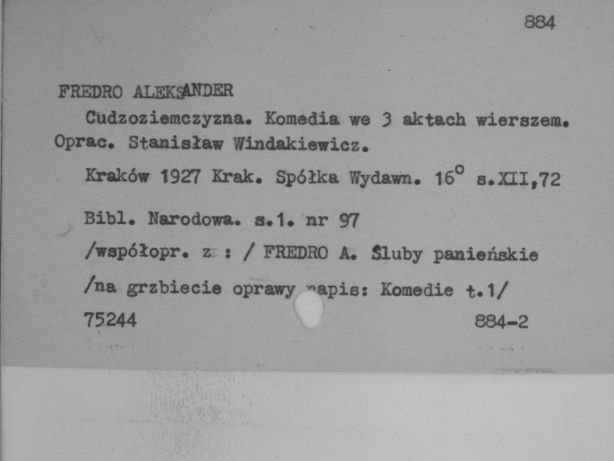 884
FREDRO ALEKSANDER
Cudzoziemczyzna. Komedia we 3 aktach wierszem.
Oprac. Stanisław Windakiewicz.
Kraków 1927 Krak. Spółka Wydawn. 16° s.XII,72
Bibl. Narodowa. s.1. nr 97
/współopr. z : / FREDRO A. Śluby panieńskie
/na grzbiecie oprawy napis: Komedie t.1/
75244 884-2